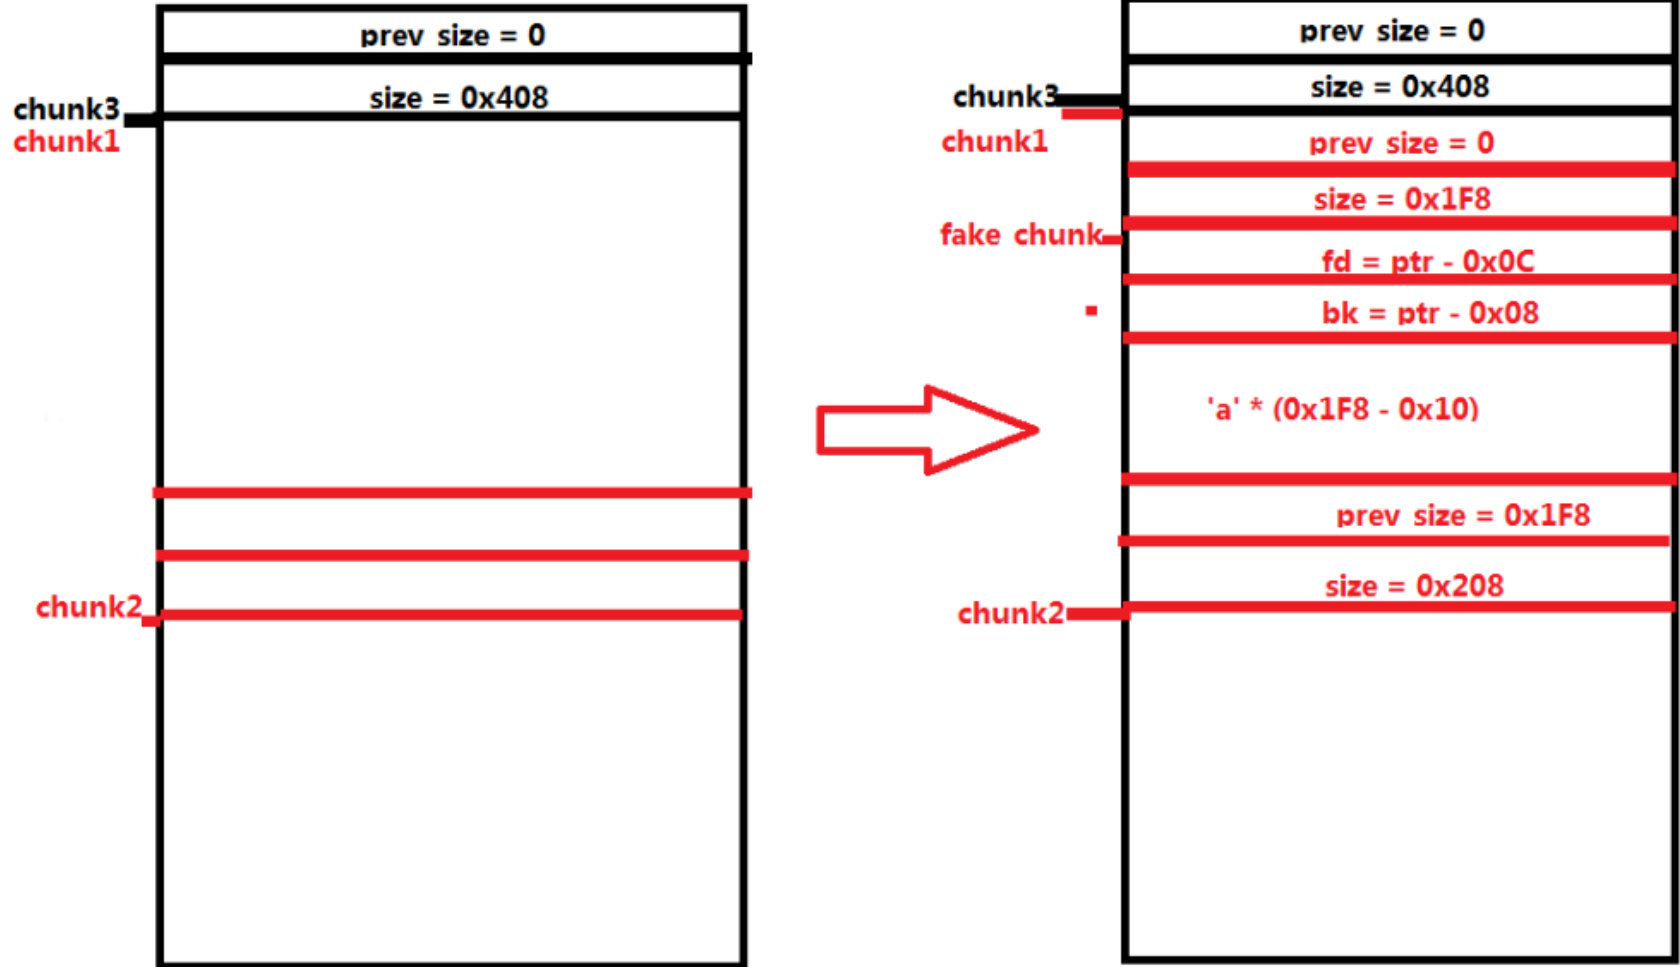 prev size = 0
size = 0x408
chunk3
chunk1
chunk2
prev size = 0
size = 0x408
chunk3
chunk1
prev size = 0
size = 0x1F8
fake chunk
fd = ptr - 0x0C
bk = ptr - 0x08
'a' * (0x1F8 - 0x10)
prev size = 0x1F8
size = 0x208
chunk2